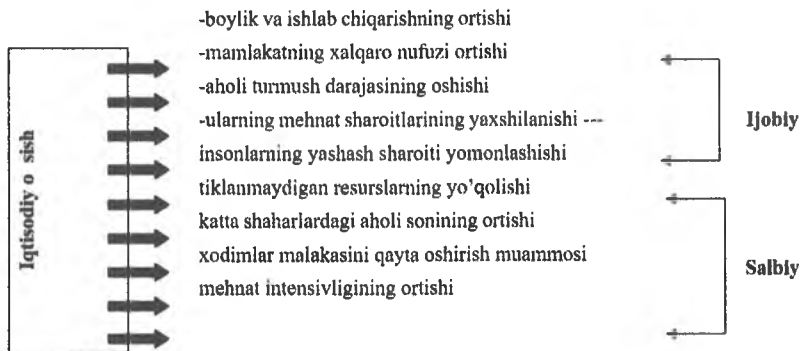 -boylik va ishlab chiqarishning ortishi
-mamlakatning xalqaro nufuzi ortishi
-aholi turmush darajasining oshishi
-ularning mehnat sharoitlarining yaxshilanishi ---
insonlarning yashash sharoiti yomonlashishi
tiklanmaydigan resurslarning yo'qolishi
katta shaharlardagi aholi sonining ortishi
xodimlar malakasini qayta oshirish muammosi
mehnat intensivligining ortishi
Iqtisodiy o sish
Ijobiy
Salbiy